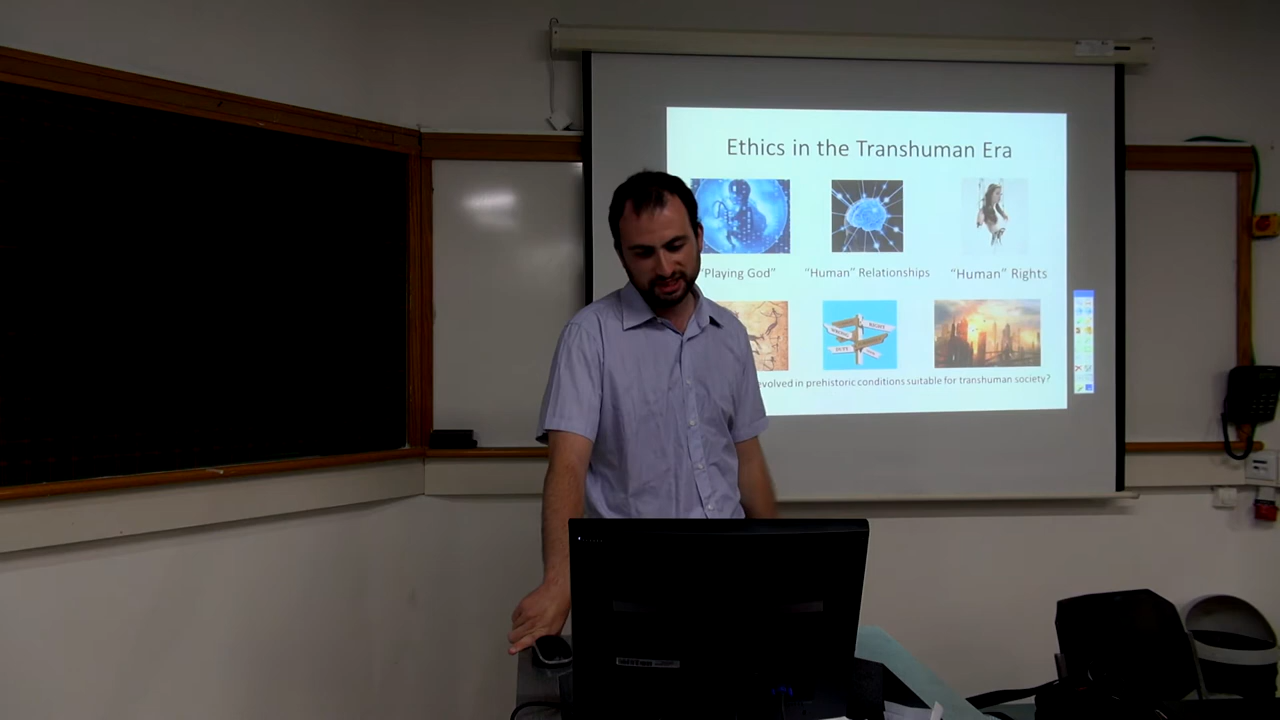 Ethics in the Transhuman Era
"Playing God" "Human" Relationships "Human" Rights
evolved in prehistoric conditions suitable for transhuman society?